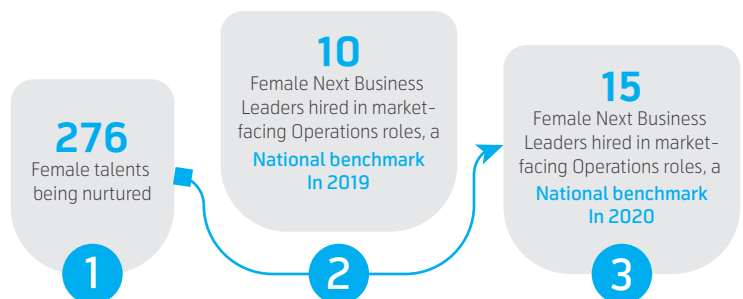 276
Female talents
being nurtured
1
10
Female Next Business
Leaders hired in market-
facing Operations roles, a
National benchmark
In 2019
2
15
Female Next Business
Leaders hired in market-
facing Operations roles, a
National benchmark
In 2020
3